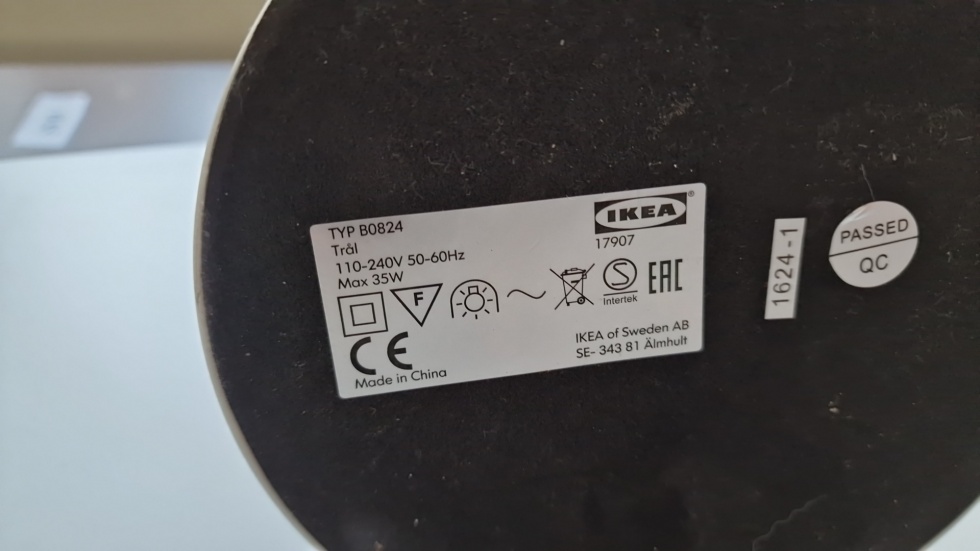 TYP B0824
Trål
110-240V 50-60Hz
Max 35W
IKEA®
17907
F
S
Intertek
EAC
CE
Made in China
IKEA of Sweden AB
SE- 343 81 Älmhult
1624-1
PASSED
QC